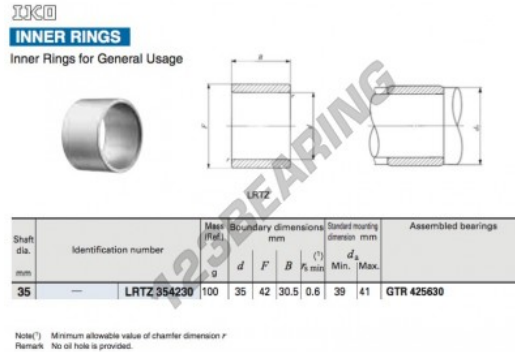 IKO
INNER RINGS
Inner Rings for General Usage
B
F
r
r
d
dₐ
LRTZ
123BEARING
Shaft dia. mm
Identification number
Mass (Ref.) g
Boundary dimensions mm
d F B rs min (1)
Standard mounting dimension mm
da
Min. Max.
Assembled bearings
35 — LRTZ 354230 100 35 42 30.5 0.6 39 41 GTR 425630
Note(1) Minimum allowable value of chamfer dimension r
Remark No oil hole is provided.